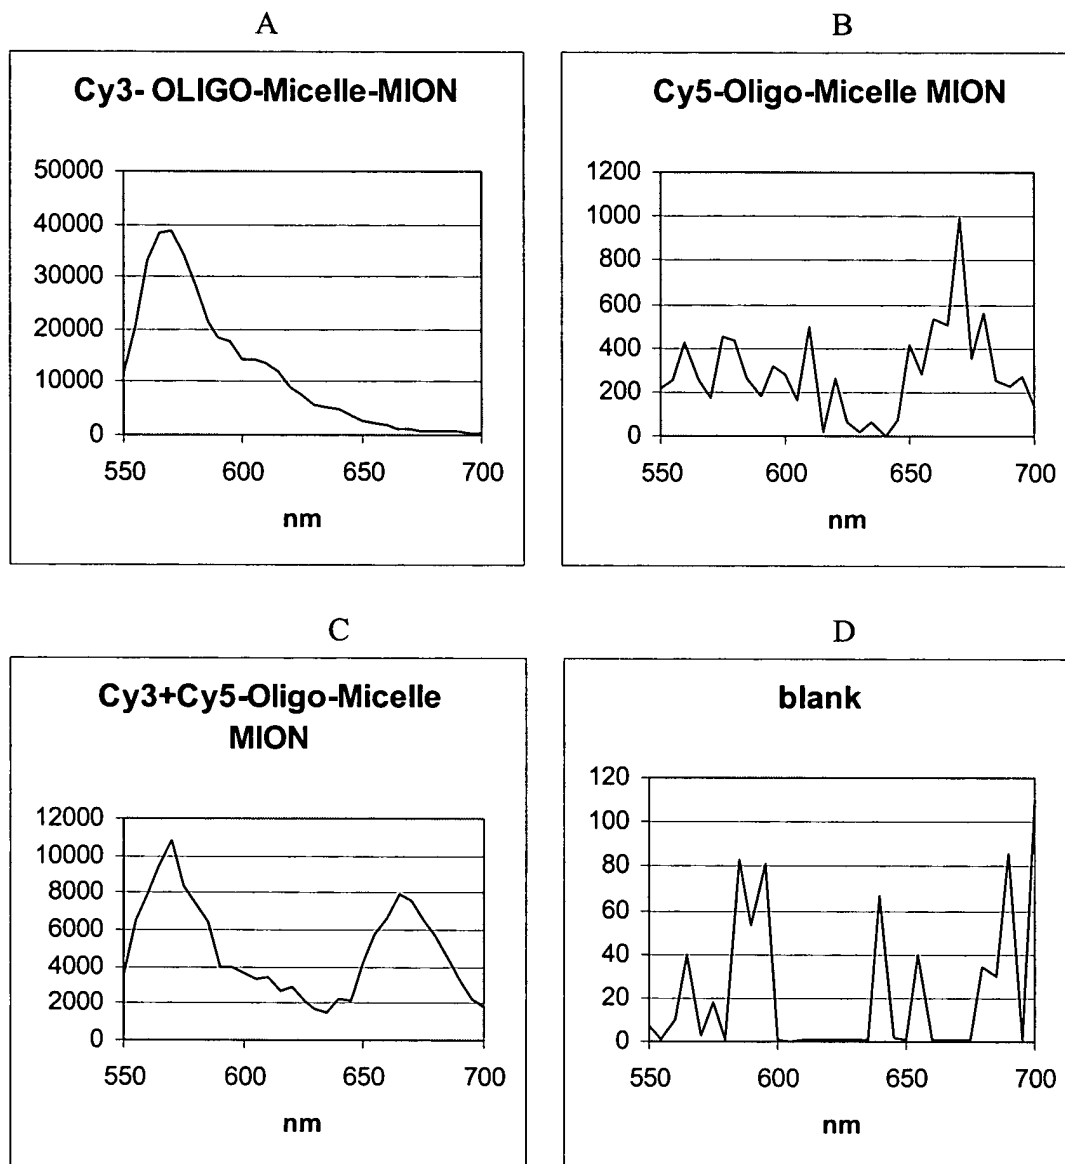 A
Cy3- OLIGO-Micelle-MION
50000
40000
30000
20000
10000
0
550 600 650 700
nm
B
Cy5-Oligo-Micelle MION
1200
1000
800
600
400
200
0
550 600 650 700
nm
C
Cy3+Cy5-Oligo-Micelle
MION
12000
10000
8000
6000
4000
2000
0
550 600 650 700
nm
D
blank
120
100
80
60
40
20
0
550 600 650 700
nm